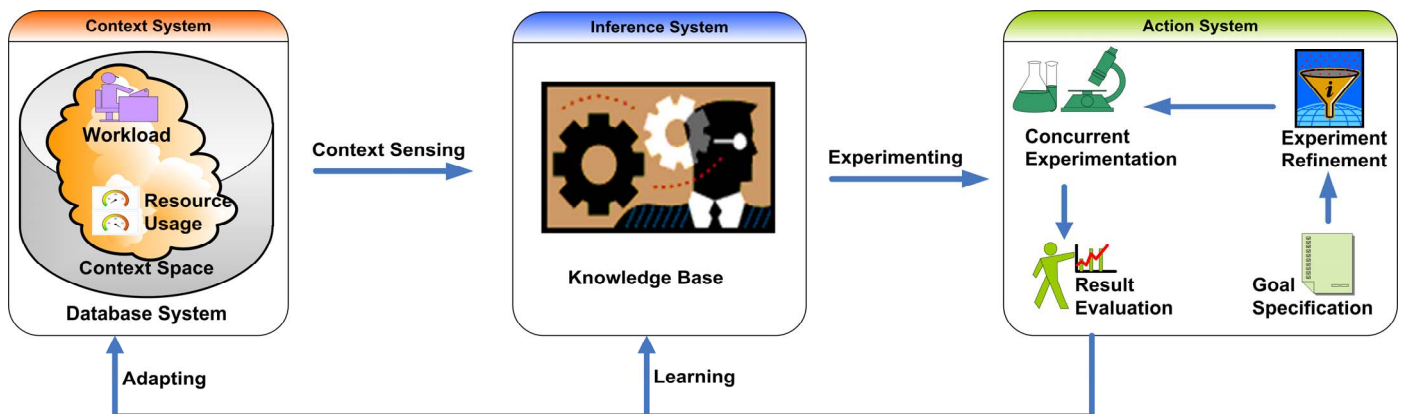 Context System
Workload
Resource
Usage
Context Space
Database System
Context Sensing
Inference System
Knowledge Base
Experimenting
Action System
Concurrent
Experimentation
Experiment
Refinement
Result
Evaluation
Goal
Specification
Adapting
Learning